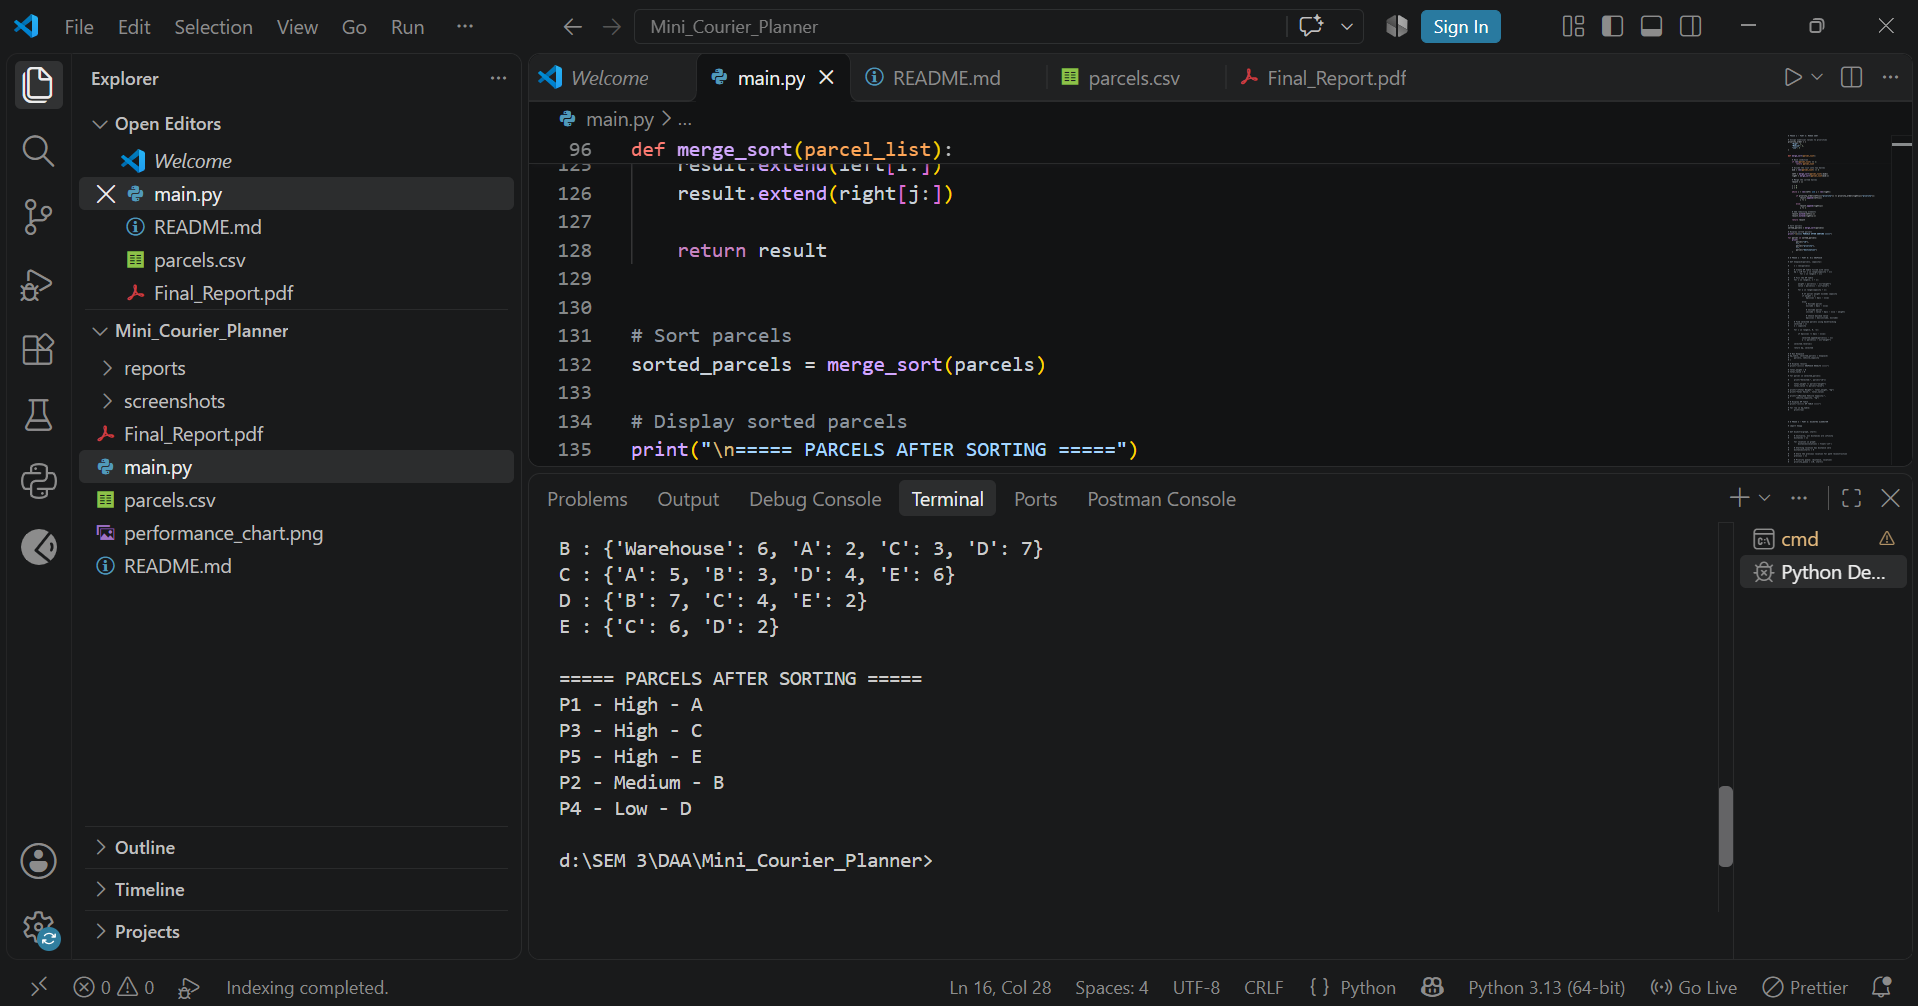 File Edit Selection View Go Run ···
Mini_Courier_Planner
Sign In
Explorer
Open Editors
Welcome
main.py
README.md
parcels.csv
Final_Report.pdf
Mini_Courier_Planner
reports
screenshots
Final_Report.pdf
main.py
parcels.csv
performance_chart.png
README.md
Outline
Timeline
Projects
Welcome main.py README.md parcels.csv Final_Report.pdf
main.py > ...
96 def merge_sort(parcel_list):
125 result.extend(left[i:])
126 result.extend(right[j:])
127
128 return result
129
130
131 # Sort parcels
132 sorted_parcels = merge_sort(parcels)
133
134 # Display sorted parcels
135 print("\n===== PARCELS AFTER SORTING =====")
Problems Output Debug Console Terminal Ports Postman Console
cmd
Python De...
B : {'Warehouse': 6, 'A': 2, 'C': 3, 'D': 7}
C : {'A': 5, 'B': 3, 'D': 4, 'E': 6}
D : {'B': 7, 'C': 4, 'E': 2}
E : {'C': 6, 'D': 2}
===== PARCELS AFTER SORTING =====
P1 - High - A
P3 - High - C
P5 - High - E
P2 - Medium - B
P4 - Low - D
d:\SEM 3\DAA\Mini_Courier_Planner>
0 0 Indexing completed. Ln 16, Col 28 Spaces: 4 UTF-8 CRLF { } Python Python 3.13 (64-bit) Go Live Prettier